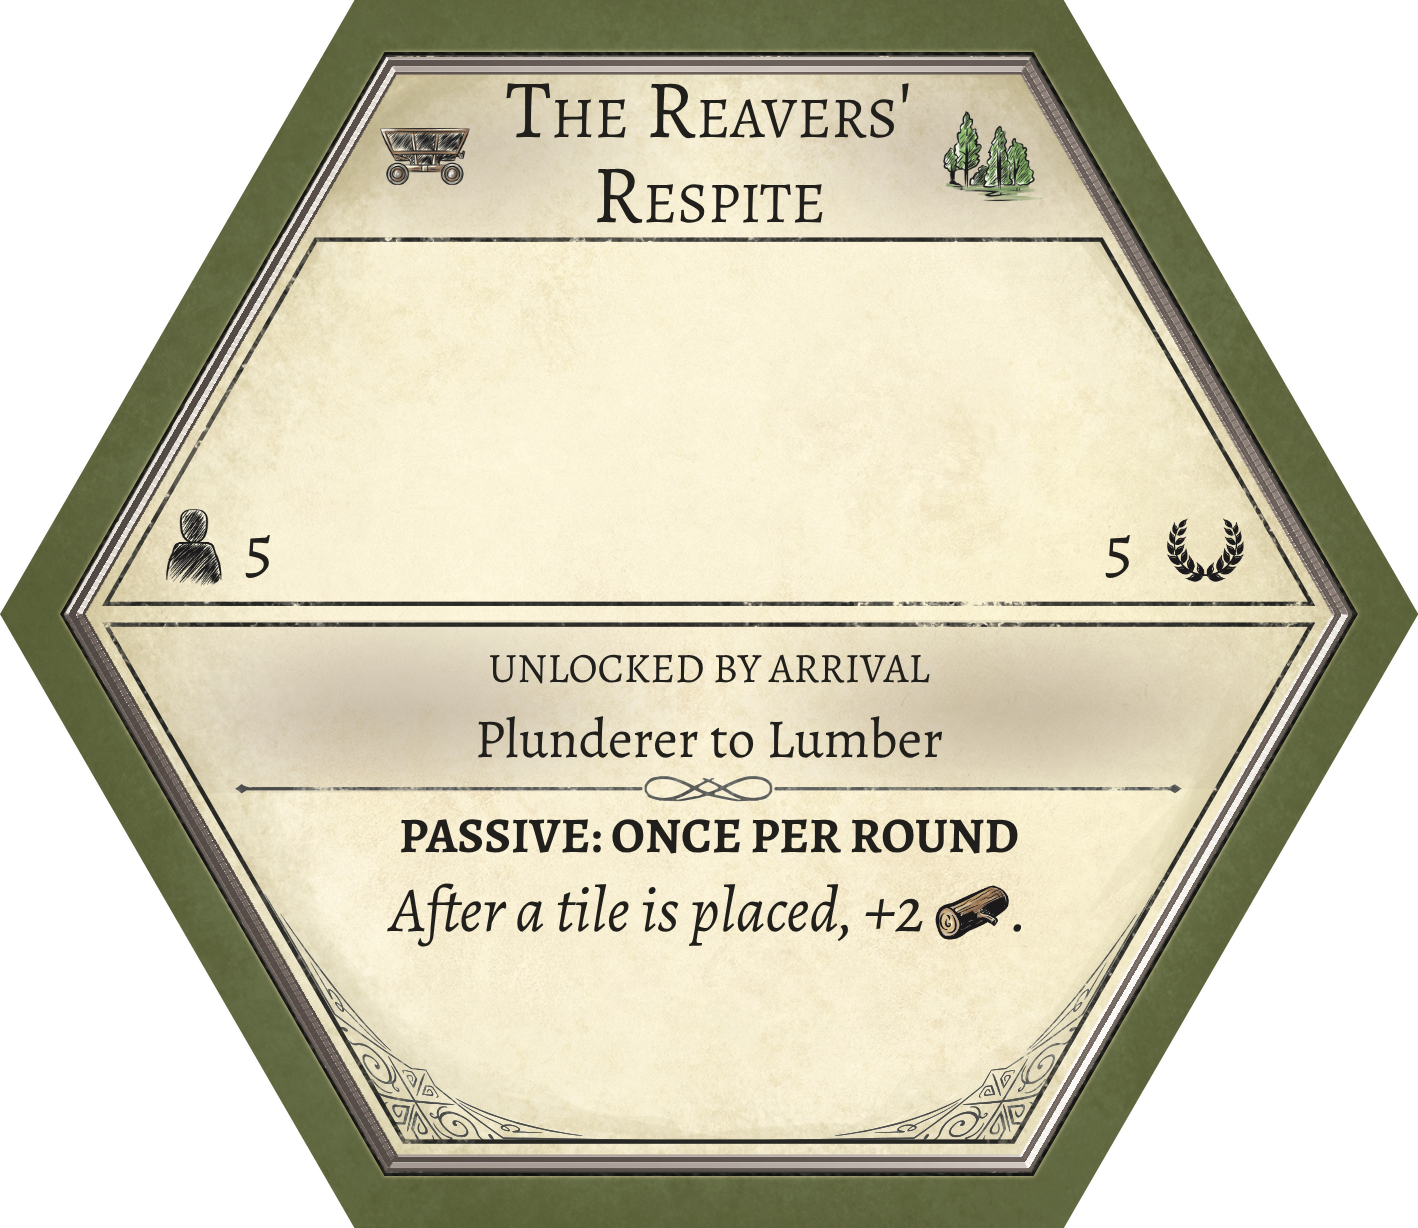 The Reavers'
Respite
5
5
UNLOCKED BY ARRIVAL
Plunderer to Lumber
PASSIVE: ONCE PER ROUND
After a tile is placed, +2 .